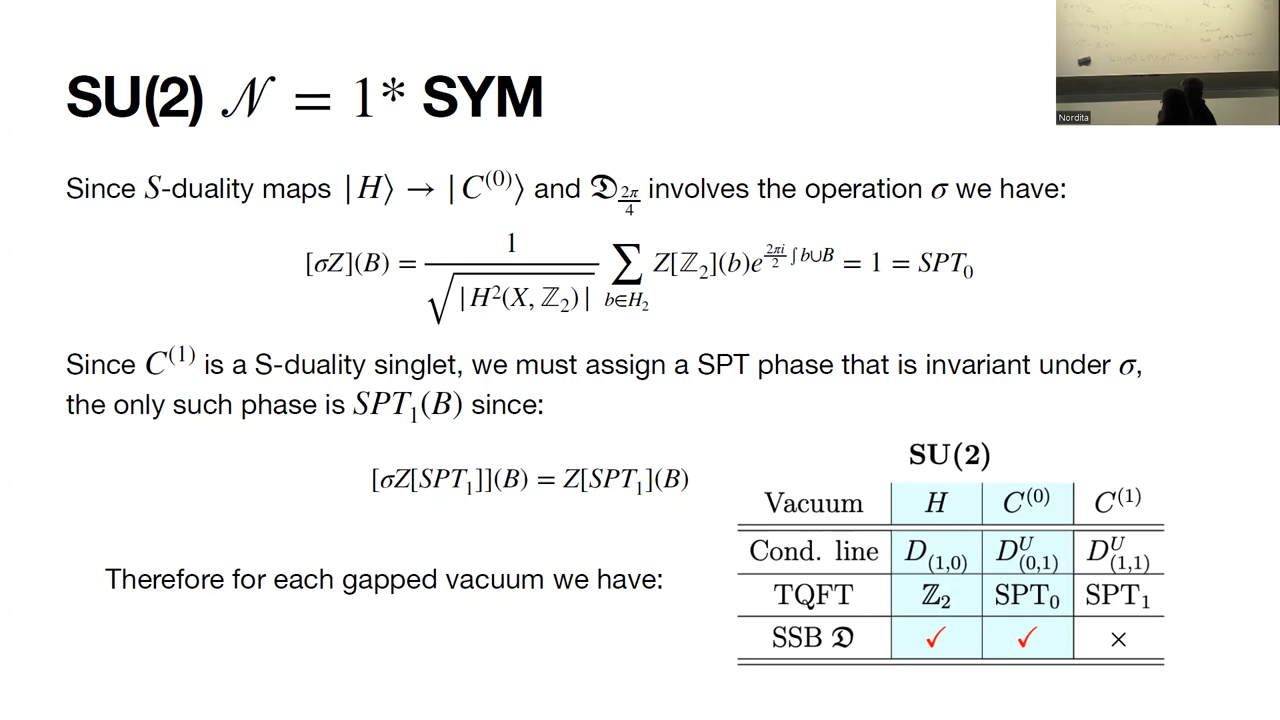 SU(2) 𝒩 = 1* SYM
Nordita
Since S-duality maps |H⟩ → |C⁽⁰⁾⟩ and 𝔇_{2π/4} involves the operation σ we have:
[σZ](B) = 1/√|H²(X, ℤ₂)| ∑_{b∈H₂} Z[ℤ₂](b)e^{2πi/2 ∫b∪B} = 1 = SPT₀
Since C⁽¹⁾ is a S-duality singlet, we must assign a SPT phase that is invariant under σ,
the only such phase is SPT₁(B) since:
[σZ[SPT₁]](B) = Z[SPT₁](B)
Therefore for each gapped vacuum we have:
SU(2)
Vacuum H C⁽⁰⁾ C⁽¹⁾
Cond. line D_{(1,0)} D^U_{(0,1)} D^U_{(1,1)}
TQFT ℤ₂ SPT₀ SPT₁
SSB 𝔇 ✓ ✓ ×